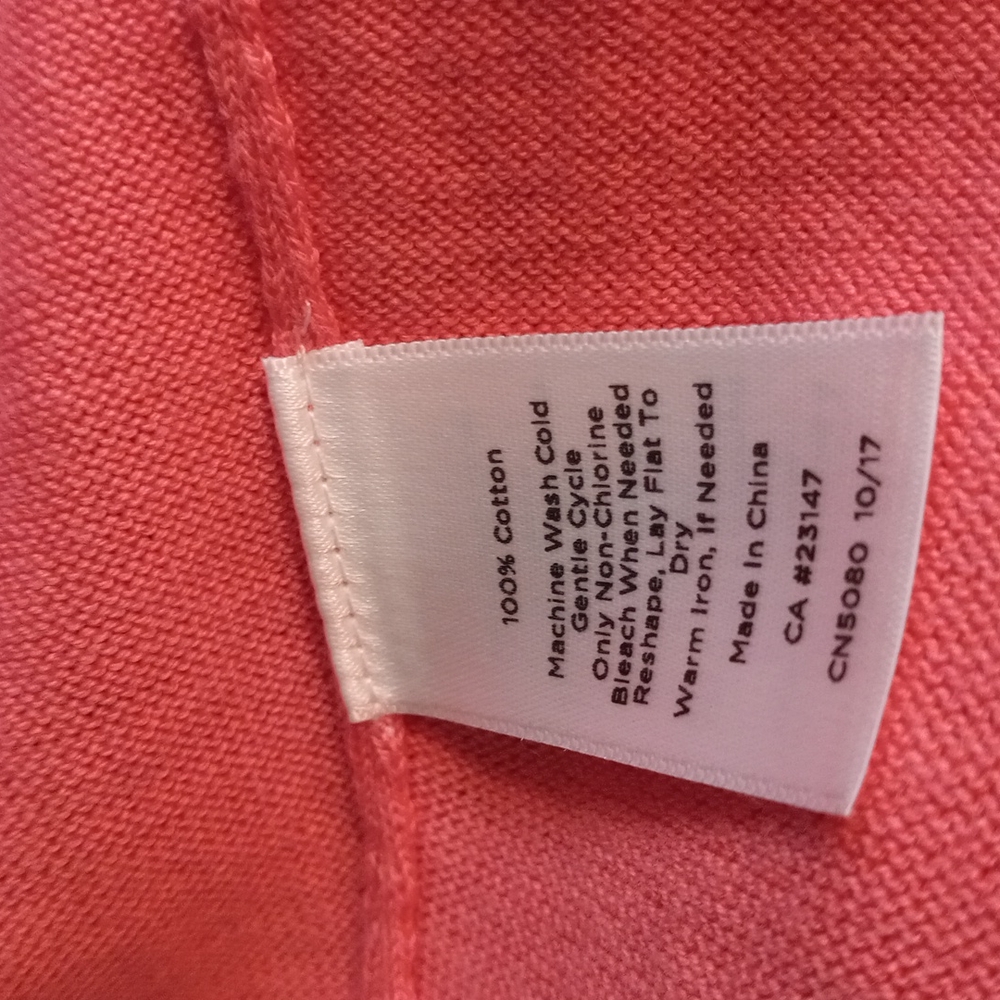 100% Cotton
Machine Wash Cold
Gentle Cycle
Only Non-Chlorine
Bleach When Needed
Reshape, Lay Flat To
Dry
Warm Iron, If Needed
Made In China
CA #23147
CN5080 10/17